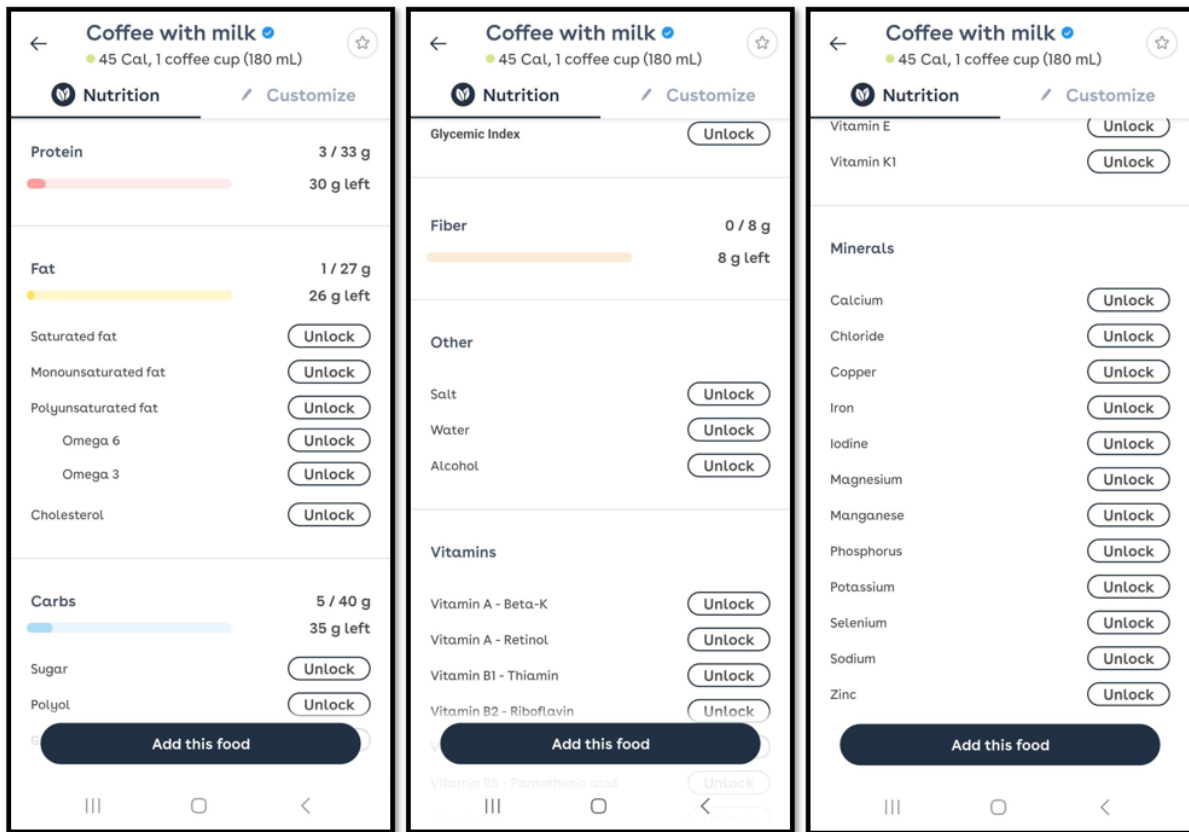 Coffee with milk
45 Cal, 1 coffee cup (180 mL)
Nutrition Customize
Protein 3 / 33 g
30 g left
Fat 1 / 27 g
26 g left
Saturated fat Unlock
Monounsaturated fat Unlock
Polyunsaturated fat Unlock
Omega 6 Unlock
Omega 3 Unlock
Cholesterol Unlock
Carbs 5 / 40 g
35 g left
Sugar Unlock
Polyol Unlock
Add this food
Coffee with milk
45 Cal, 1 coffee cup (180 mL)
Nutrition Customize
Glycemic Index Unlock
Fiber 0 / 8 g
8 g left
Other
Salt Unlock
Water Unlock
Alcohol Unlock
Vitamins
Vitamin A - Beta-K Unlock
Vitamin A - Retinol Unlock
Vitamin B1 - Thiamin Unlock
Vitamin B2 - Riboflavin Unlock
Add this food
Vitamin B5 - Pantothenic acid Unlock
Coffee with milk
45 Cal, 1 coffee cup (180 mL)
Nutrition Customize
Vitamin E Unlock
Vitamin K1 Unlock
Minerals
Calcium Unlock
Chloride Unlock
Copper Unlock
Iron Unlock
Iodine Unlock
Magnesium Unlock
Manganese Unlock
Phosphorus Unlock
Potassium Unlock
Selenium Unlock
Sodium Unlock
Zinc Unlock
Add this food